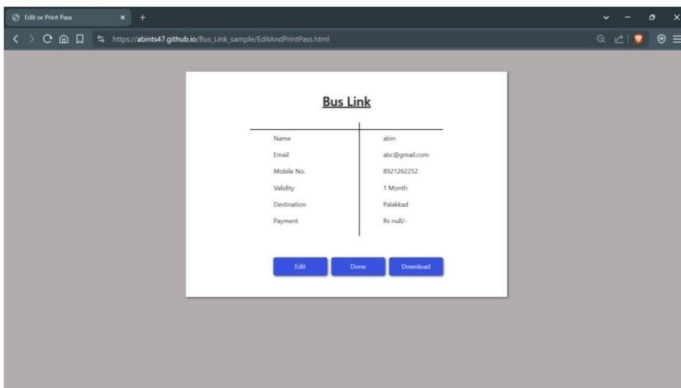 Edit or Print Pass
https://abints47.github.io/Bus_Link_sample/EditAndPrintPass.html
Bus Link
Name abin
Email abc@gmail.com
Mobile No. 8921262252
Validity 1 Month
Destination Palakkad
Payment Rs null/-
Edit Done Download